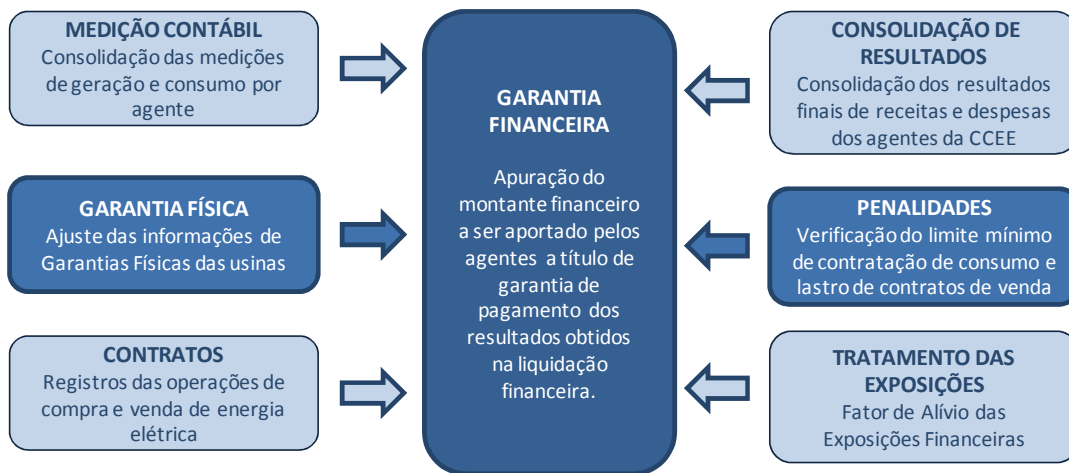 MEDIÇÃO CONTÁBIL
Consolidação das medições
de geração e consumo por
agente
GARANTIA FÍSICA
Ajuste das informações de
Garantias Físicas das usinas
CONTRATOS
Registros das operações de
compra e venda de energia
elétrica
GARANTIA
FINANCEIRA
Apuração do
montante financeiro
a ser aportado pelos
agentes a título de
garantia de
pagamento dos
resultados obtidos
na liquidação
financeira.
CONSOLIDAÇÃO DE
RESULTADOS
Consolidação dos resultados
finais de receitas e despesas
dos agentes da CCEE
PENALIDADES
Verificação do limite mínimo
de contratação de consumo e
lastro de contratos de venda
TRATAMENTO DAS
EXPOSIÇÕES
Fator de Alívio das
Exposições Financeiras